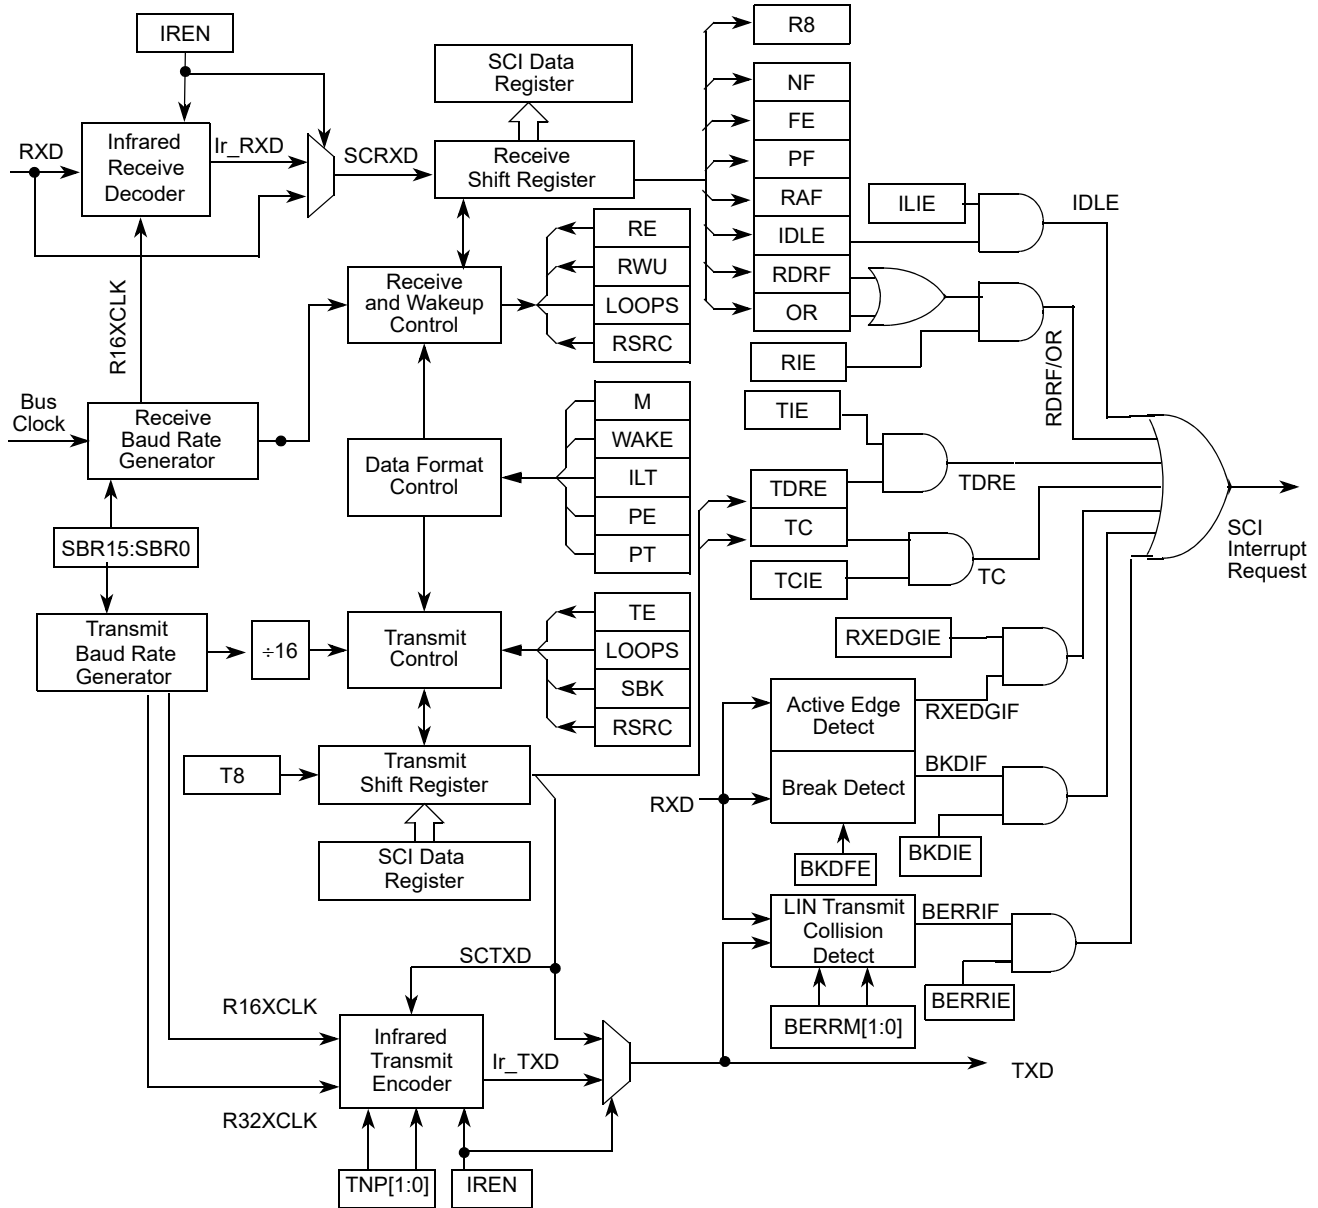 IREN
SCI Data
Register
R8
NF
FE
PF
RAF
IDLE
RDRF
OR
RXD
Infrared
Receive
Decoder
Ir_RXD
SCRXD
Receive
Shift Register
ILIE
IDLE
RE
RWU
LOOPS
RSRC
Receive
and Wakeup
Control
R16XCLK
RIE
RDRF/OR
Bus
Clock
Receive
Baud Rate
Generator
Data Format
Control
M
WAKE
ILT
PE
PT
TIE
TDRE
TC
TCIE
TDRE
TC
SCI
Interrupt
Request
SBR15:SBR0
Transmit
Baud Rate
Generator
÷16
Transmit
Control
TE
LOOPS
SBK
RSRC
RXEDGIE
Active Edge
Detect
RXEDGIF
Break Detect
BKDIF
RXD
BKDFE
BKDIE
T8
Transmit
Shift Register
SCI Data
Register
LIN Transmit
Collision
Detect
BERRIF
BERRIE
BERRM[1:0]
SCTXD
R16XCLK
Infrared
Transmit
Encoder
Ir_TXD
TXD
R32XCLK
TNP[1:0]
IREN